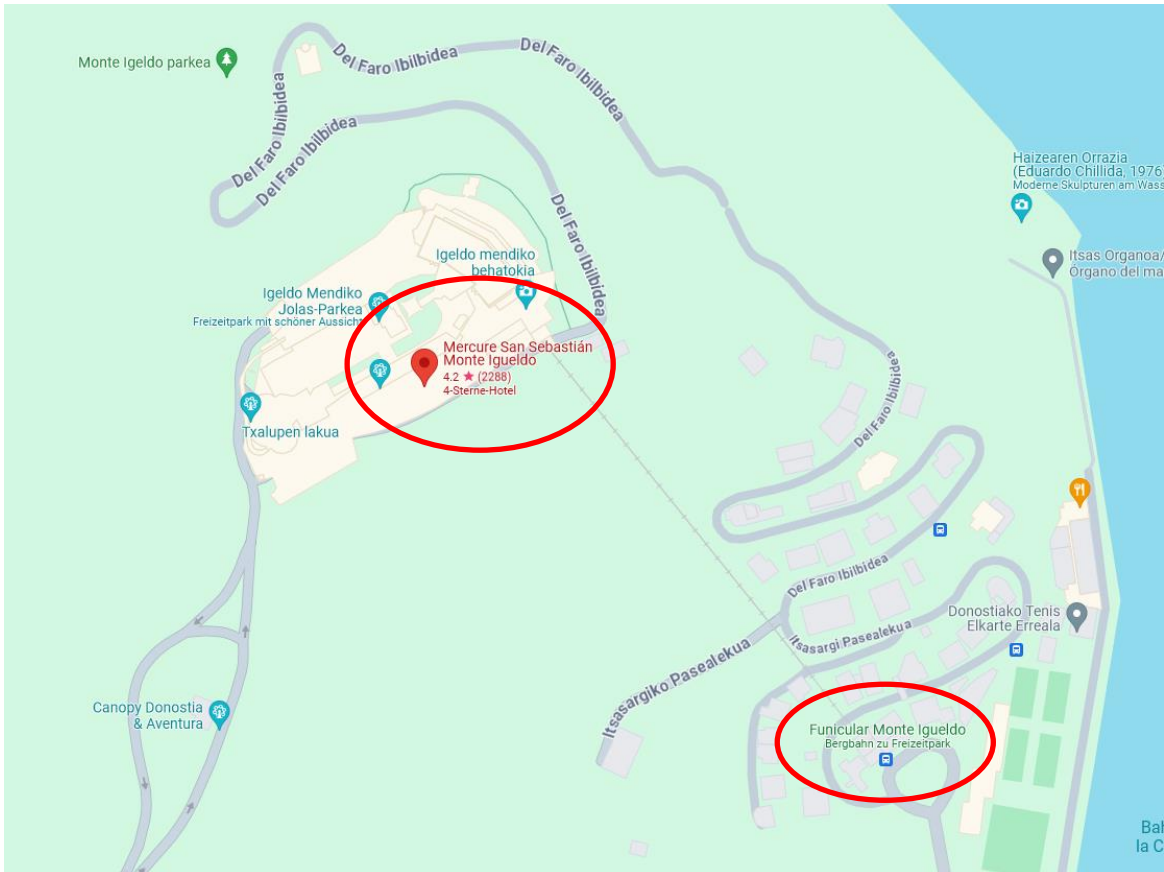 Monte Igeldo parkea
Del Faro Ibilbidea
Del Faro Ibilbidea
Del Faro Ibilbidea
Del Faro Ibilbidea
Del Faro Ibilbidea
Haizearen Orrazia
(Eduardo Chillida, 1976
Moderne Skulpturen am Wass
Itsas Organoa/
Órgano del ma
Igeldo mendiko
behatokia
Igeldo Mendiko
Jolas-Parkea
Freizeitpark mit schöner Aussicht
Mercure San Sebastián
Monte Igueldo
4.2 ★ (2288)
4-Sterne-Hotel
Txalupen lakua
Del Faro Ibilbidea
Del Faro Ibilbidea
Itsasargi Pasealekua
Donostiako Tenis
Elkarte Erreala
Itsasargiko Pasealekua
Canopy Donostia
& Aventura
Funicular Monte Igueldo
Bergbahn zu Freizeitpark
Bah
la C